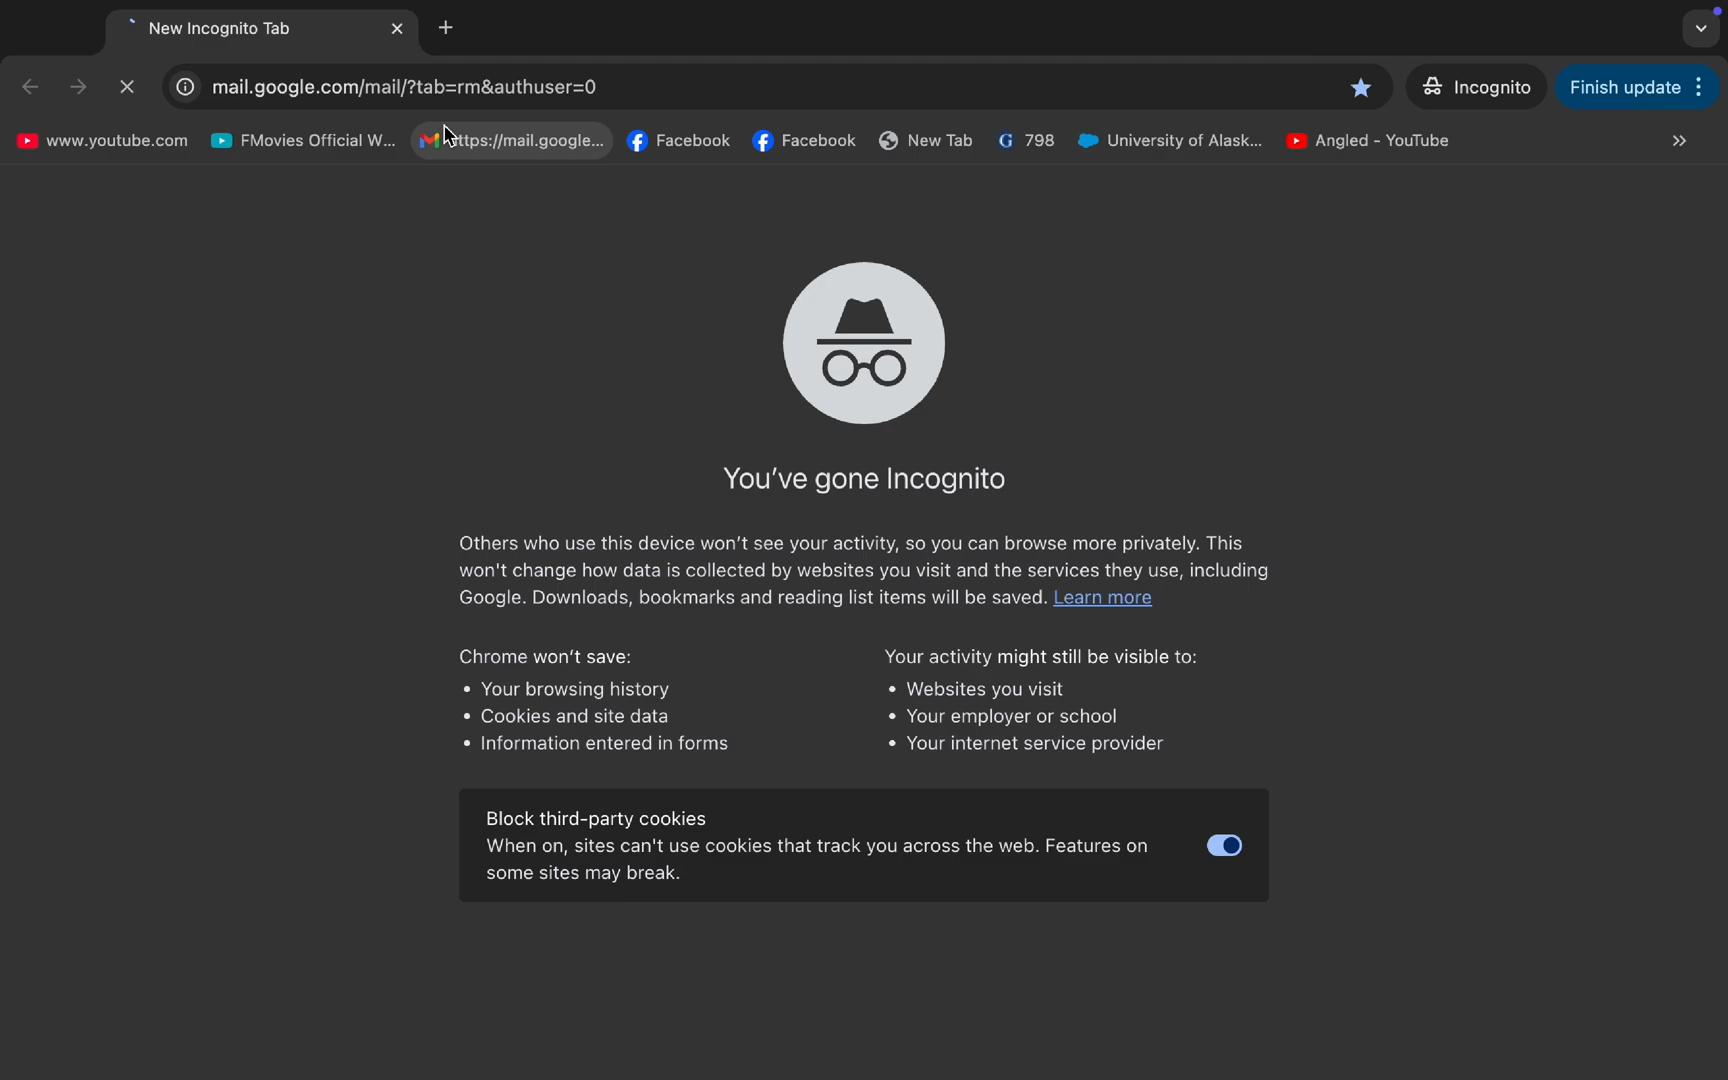 New Incognito Tab
mail.google.com/mail/?tab=rm&authuser=0
Incognito
Finish update
www.youtube.com
FMovies Official W...
ttps://mail.google...
Facebook
Facebook
New Tab
798
University of Alask...
Angled - YouTube
You've gone Incognito
Others who use this device won't see your activity, so you can browse more privately. This
won't change how data is collected by websites you visit and the services they use, including
Google. Downloads, bookmarks and reading list items will be saved. Learn more
Chrome won't save:
• Your browsing history
• Cookies and site data
• Information entered in forms
Your activity might still be visible to:
• Websites you visit
• Your employer or school
• Your internet service provider
Block third-party cookies
When on, sites can't use cookies that track you across the web. Features on
some sites may break.